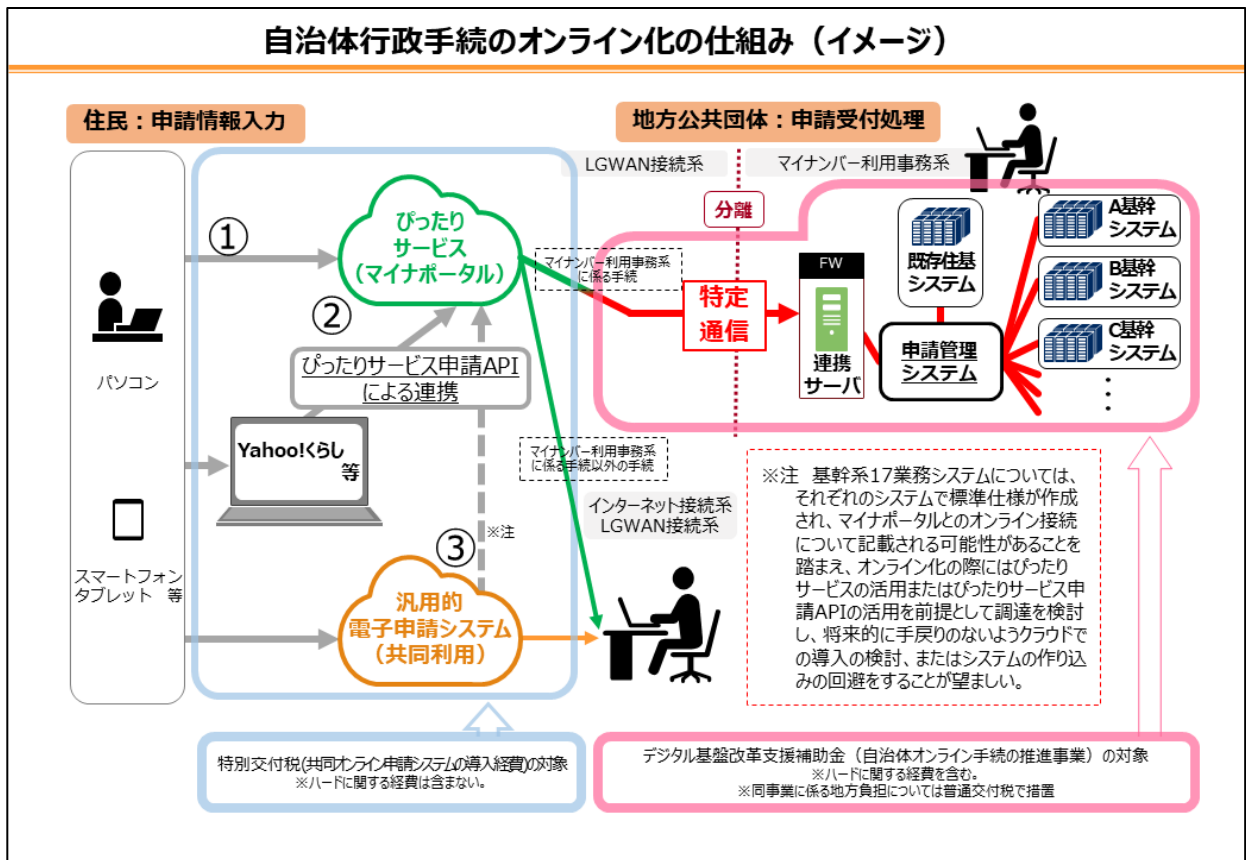 自治体行政手続のオンライン化の仕組み（イメージ）
住民：申請情報入力
地方公共団体：申請受付処理
LGWAN接続系
マイナンバー利用事務系
分離
①
ぴったり
サービス
（マイナポータル）
マイナンバー利用事務系
に係る手続
特定
通信
FW
連携
サーバ
既存住基
システム
申請管理
システム
A基幹
システム
B基幹
システム
C基幹
システム
・
・
・
パソコン
②
ぴったりサービス申請API
による連携
Yahoo!くらし
等
マイナンバー利用事務系
に係る手続以外の手続
インターネット接続系
LGWAN接続系
※注
③
スマートフォン
タブレット 等
汎用的
電子申請システム
（共同利用）
※注 基幹系17業務システムについては、
それぞれのシステムで標準仕様が作成
され、マイナポータルとのオンライン接続
について記載される可能性があることを
踏まえ、オンライン化の際にはぴったり
サービスの活用またはぴったりサービス申
請APIの活用を前提として調達を検討
し、将来的に手戻りのないようクラウドで
の導入の検討、またはシステムの作り込
みの回避をすることが望ましい。
特別交付税(共同オンライン申請システムの導入経費)の対象
※ハードに関する経費は含まない。
デジタル基盤改革支援補助金（自治体オンライン手続の推進事業）の対象
※ハードに関する経費を含む。
※同事業に係る地方負担については普通交付税で措置